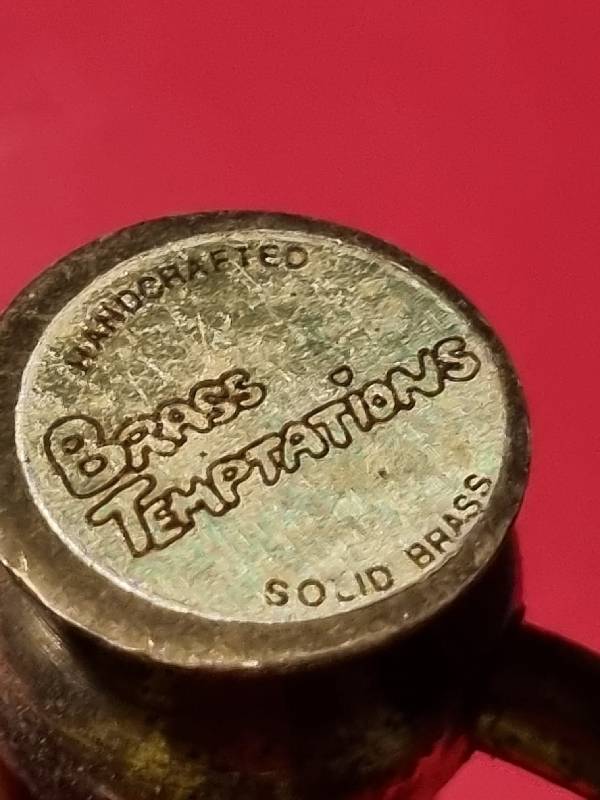 HANDCRAFTED
BRASS
TEMPTATiONS
SOLID BRASS